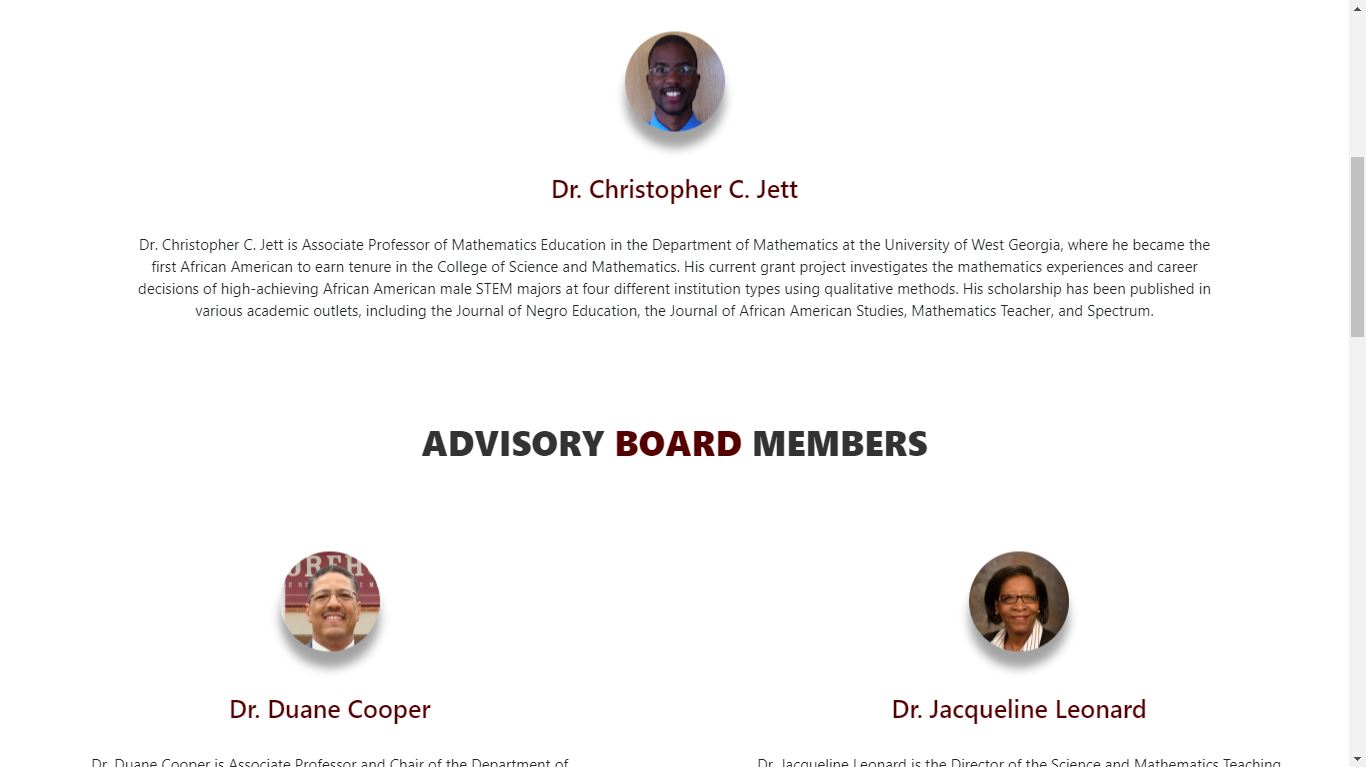 Dr. Christopher C. Jett
Dr. Christopher C. Jett is Associate Professor of Mathematics Education in the Department of Mathematics at the University of West Georgia, where he became the
first African American to earn tenure in the College of Science and Mathematics. His current grant project investigates the mathematics experiences and career
decisions of high-achieving African American male STEM majors at four different institution types using qualitative methods. His scholarship has been published in
various academic outlets, including the Journal of Negro Education, the Journal of African American Studies, Mathematics Teacher, and Spectrum.
ADVISORY BOARD MEMBERS
Dr. Duane Cooper
Dr. Duane Cooper is Associate Professor and Chair of the Department of
Dr. Jacqueline Leonard
Dr. Jacqueline Leonard is the Director of the Science and Mathematics Teaching